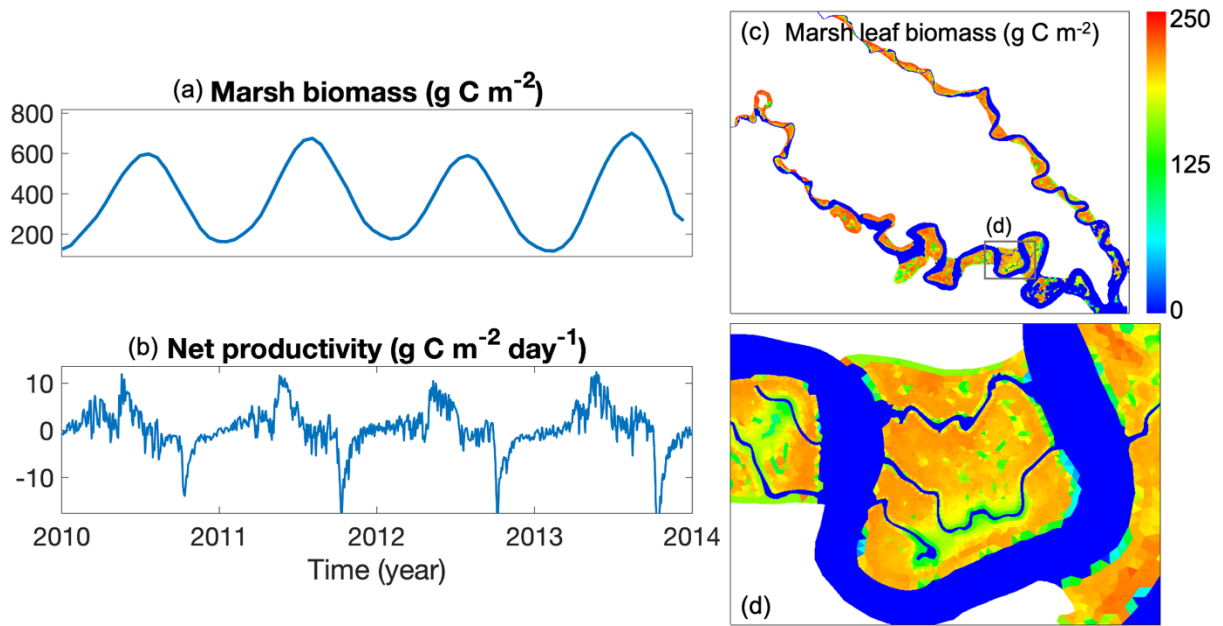 (a) Marsh biomass (g C m⁻²)
800
600
400
200
(b) Net productivity (g C m⁻² day⁻¹)
10
0
-10
2010 2011 2012 2013 2014
Time (year)
(c) Marsh leaf biomass (g C m⁻²)
(d)
250
125
0
(d)